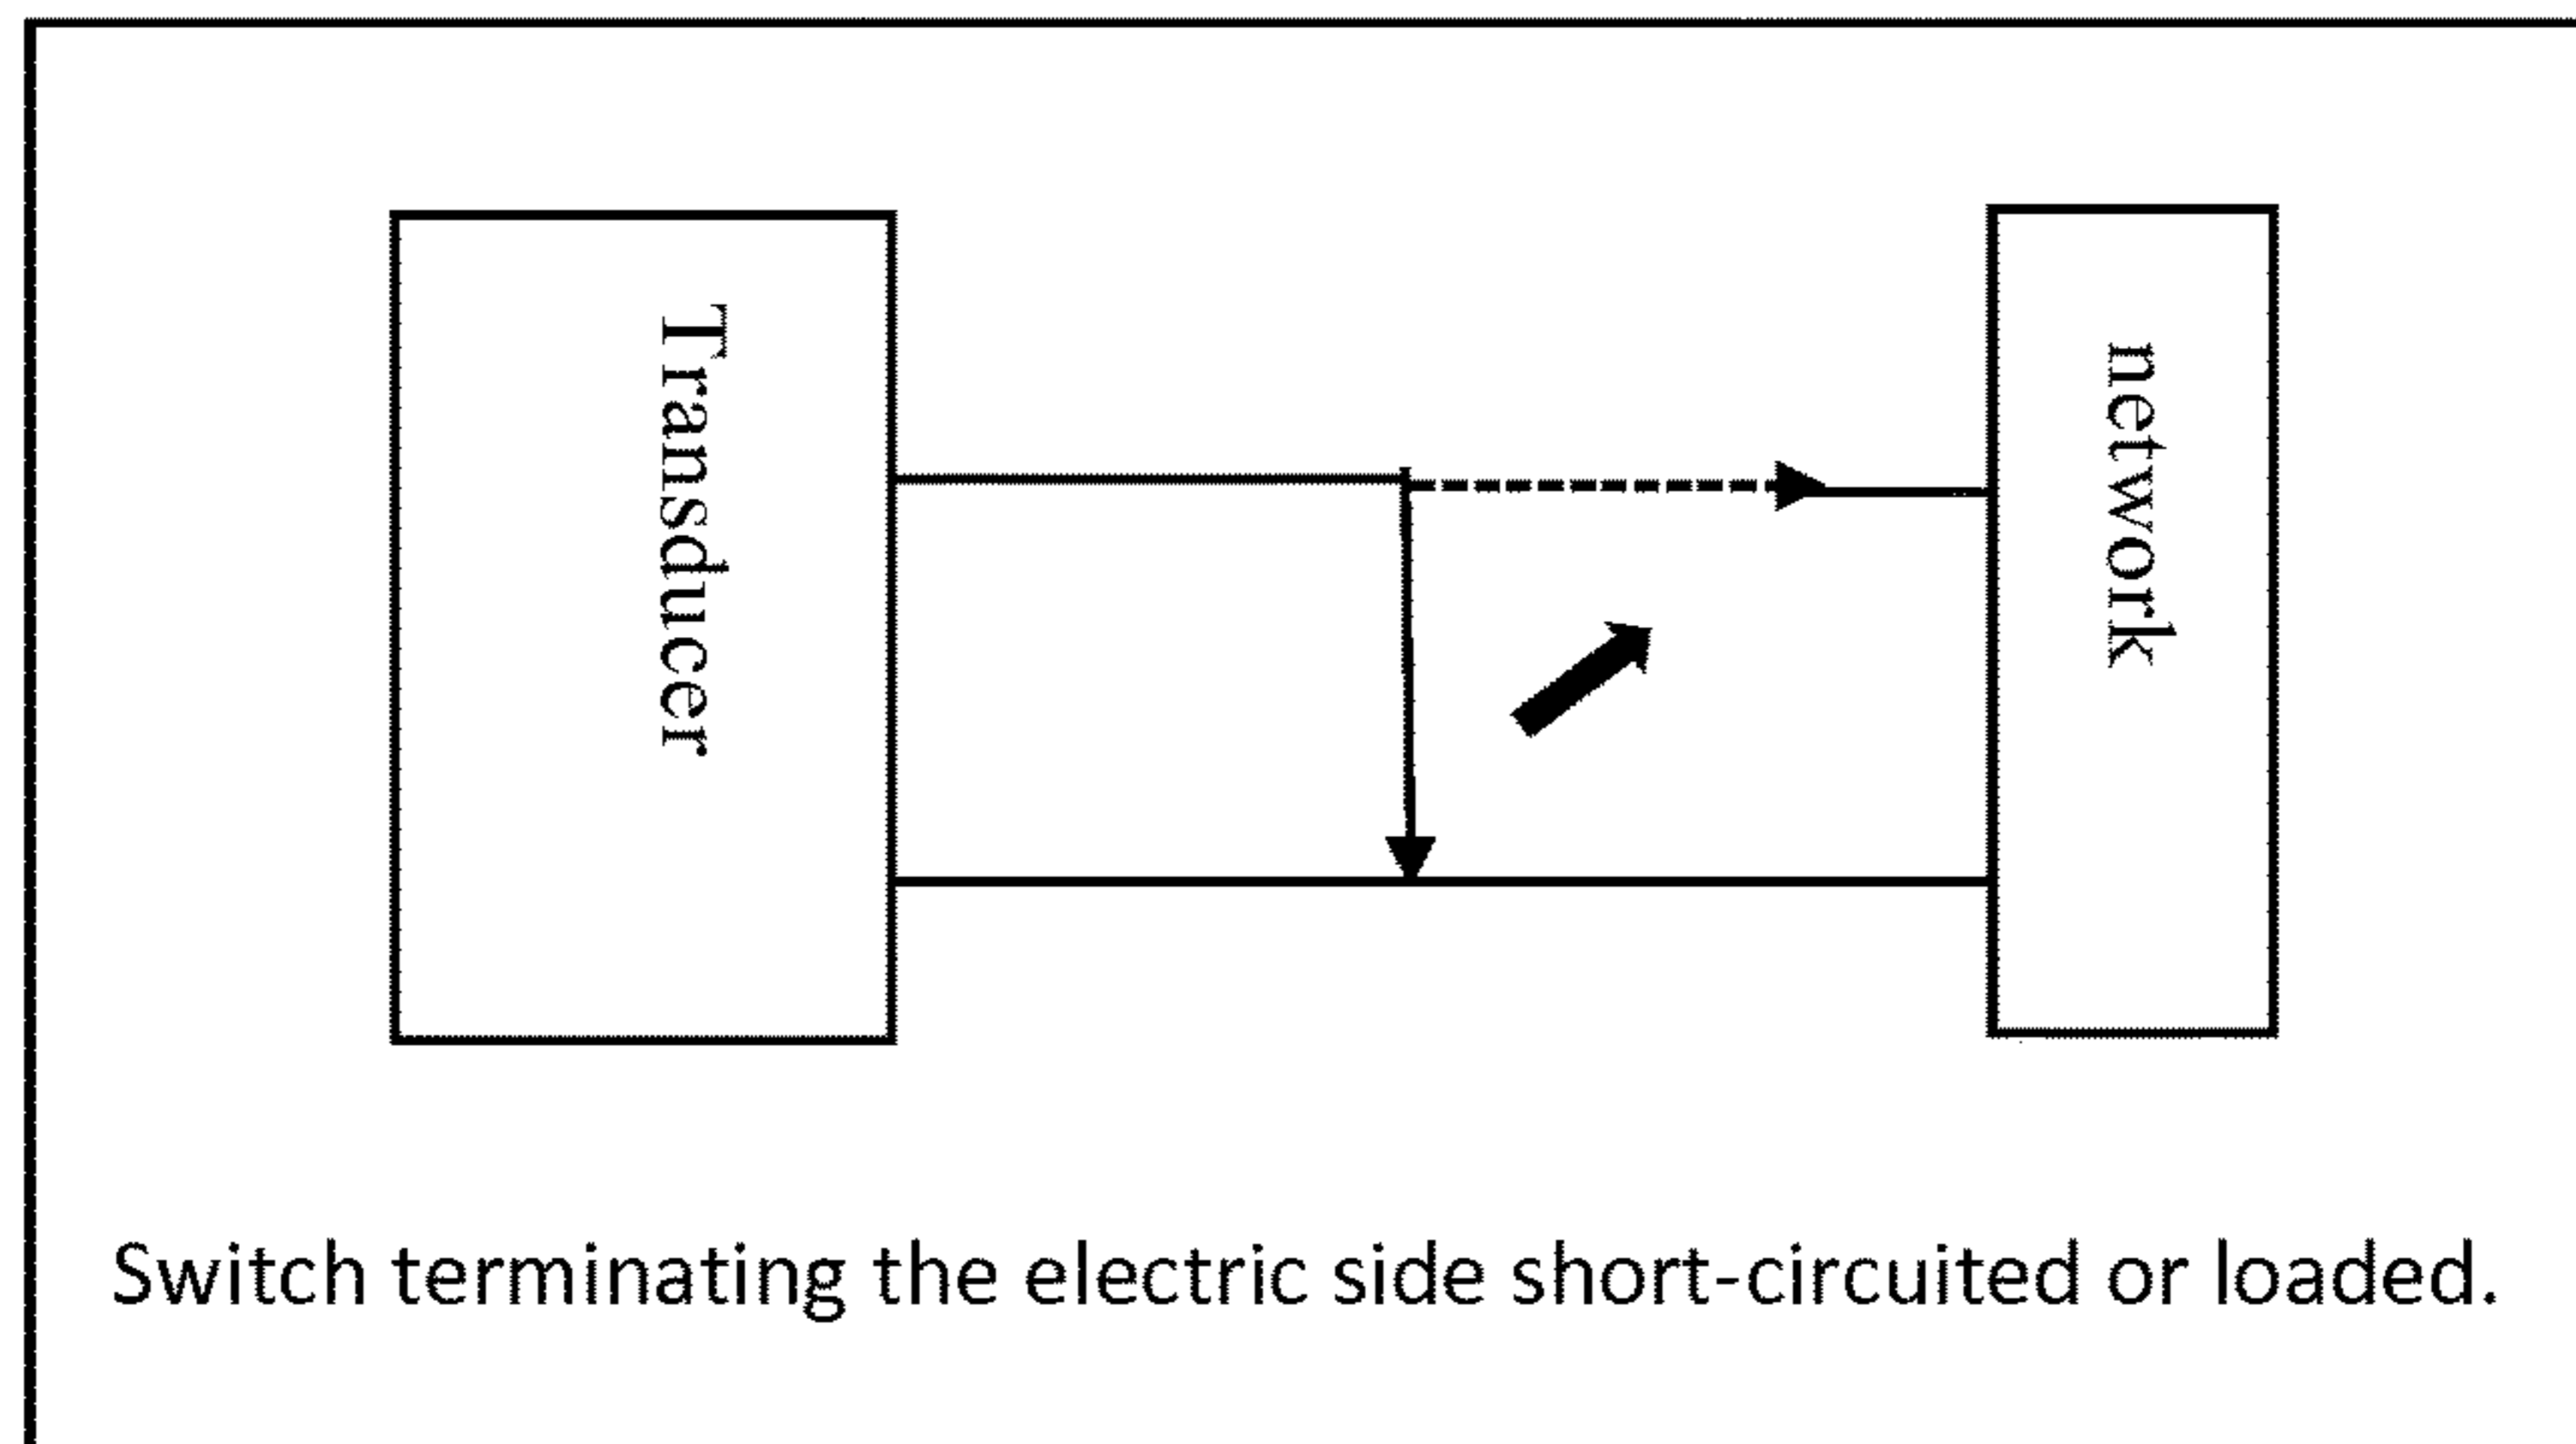 Transducer
network
Switch terminating the electric side short-circuited or loaded.